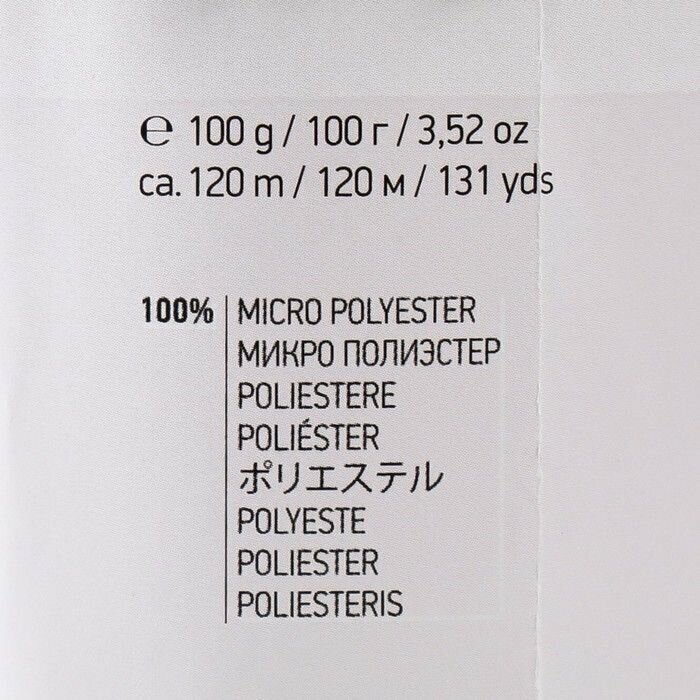 ℮ 100 g / 100 г / 3,52 oz
ca. 120 m / 120 м / 131 yds
100% MICRO POLYESTER
МИКРО ПОЛИЭСТЕР
POLIESTERE
POLIÉSTER
ポリエステル
POLYESTE
POLIESTER
POLIESTERIS